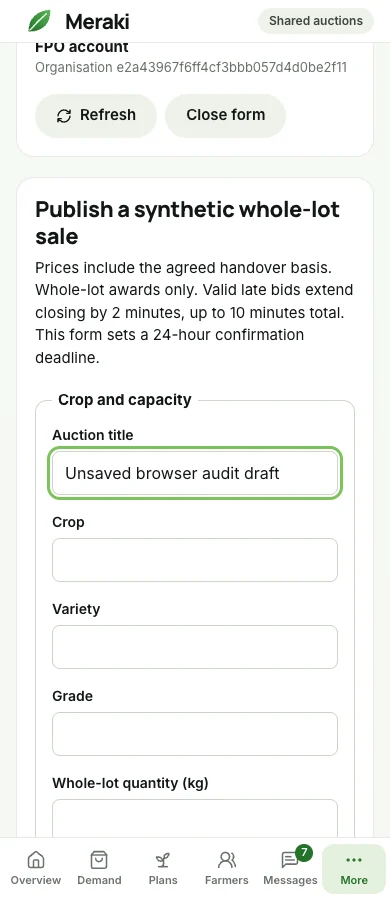 Meraki
Shared auctions
FPO account
Organisation e2a43967f6ff4cf3bbb057d4d0be2f11
Refresh
Close form
Publish a synthetic whole-lot
sale
Prices include the agreed handover basis.
Whole-lot awards only. Valid late bids extend
closing by 2 minutes, up to 10 minutes total.
This form sets a 24-hour confirmation
deadline.
Crop and capacity
Auction title
Unsaved browser audit draft
Crop
Variety
Grade
Whole-lot quantity (kg)
7
Overview
Demand
Plans
Farmers
Messages
More